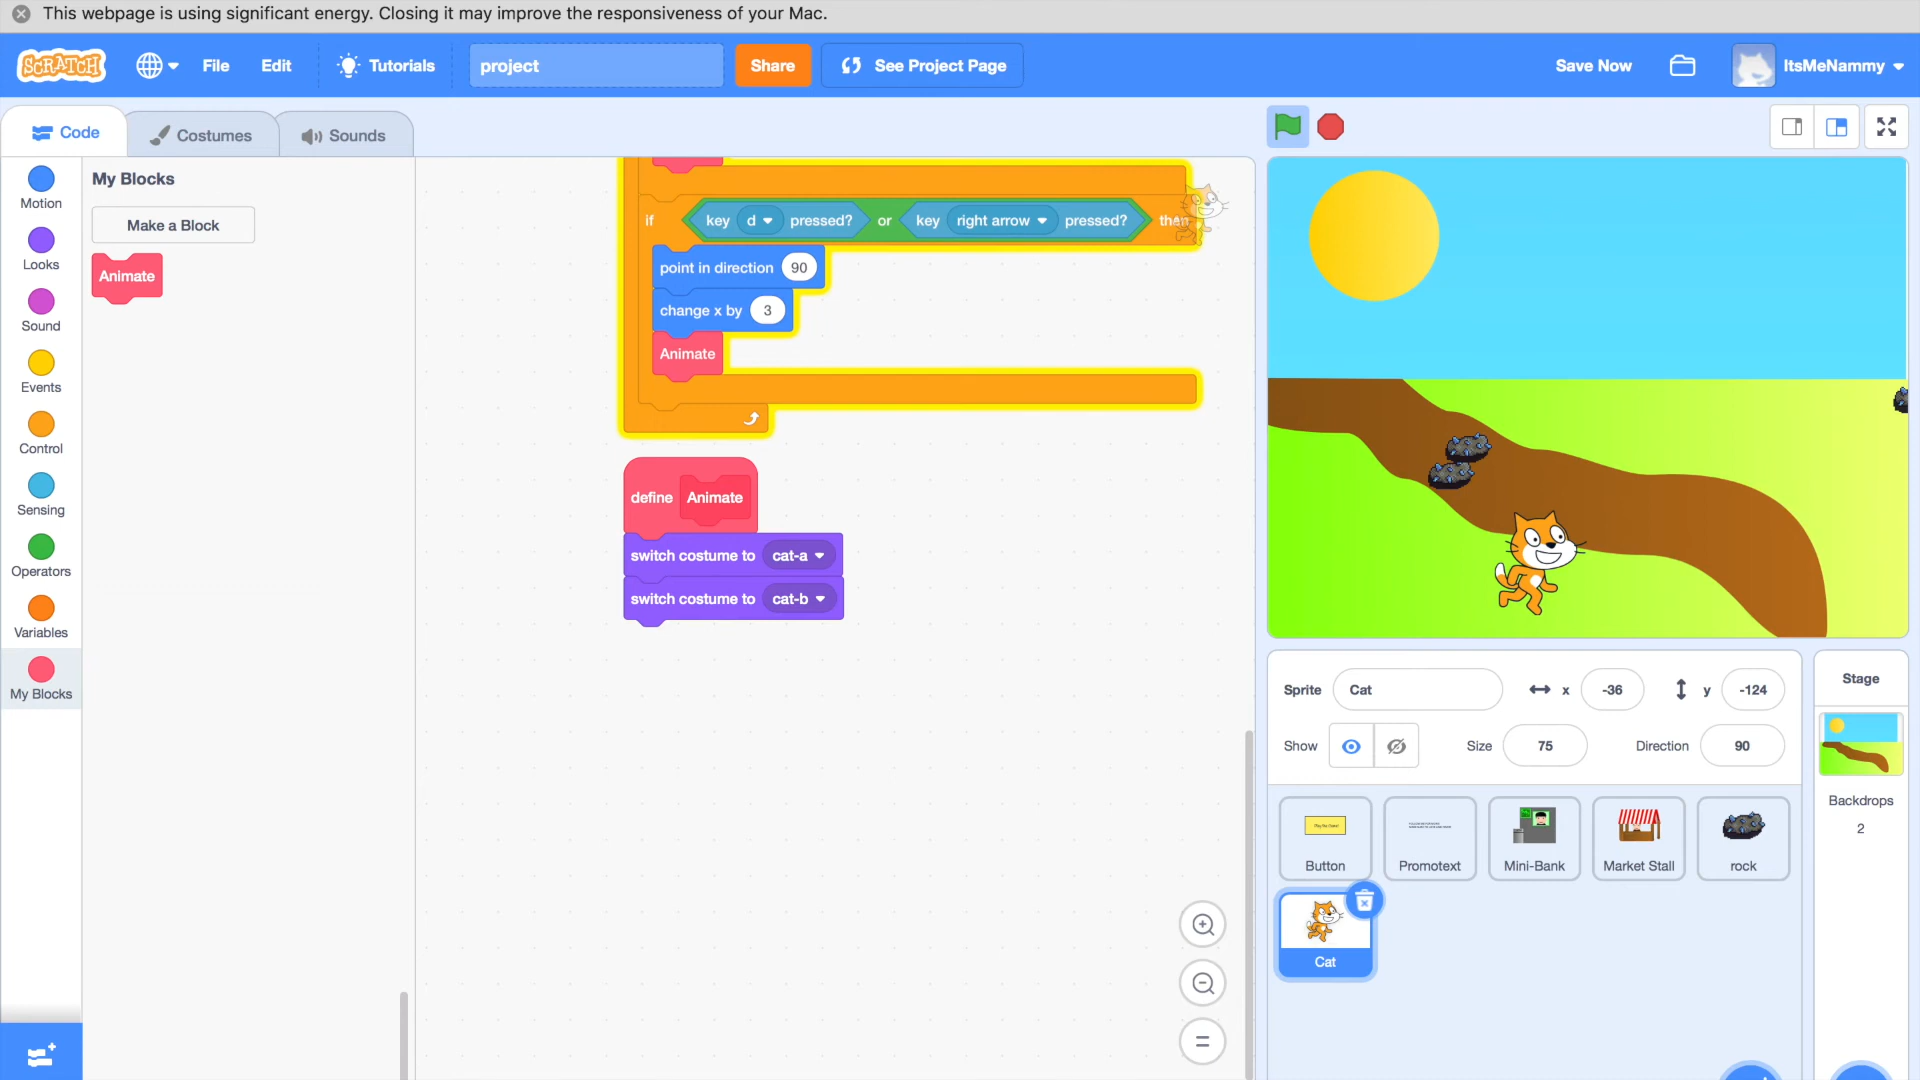 This webpage is using significant energy. Closing it may improve the responsiveness of your Mac.
SCRATCH File Edit Tutorials project Share See Project Page Save Now ItsMeNammy
Code Costumes Sounds
Motion
Looks
Sound
Events
Control
Sensing
Operators
Variables
My Blocks
My Blocks
Make a Block
Animate
if key d pressed? or key right arrow pressed? then
point in direction 90
change x by 3
Animate
define Animate
switch costume to cat-a
switch costume to cat-b
Sprite Cat x -36 y -124
Show Size 75 Direction 90
Button Promotext Mini-Bank Market Stall rock
Cat
Stage
Backdrops
2